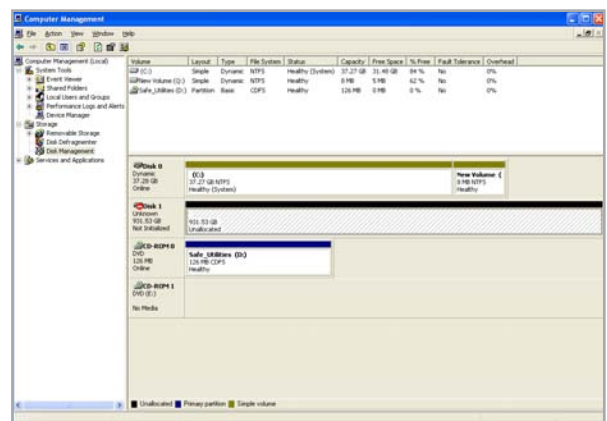 Computer Management
File Action View Window Help
Computer Management (Local)
System Tools
Event Viewer
Shared Folders
Local Users and Groups
Performance Logs and Alerts
Device Manager
Storage
Removable Storage
Disk Defragmenter
Disk Management
Services and Applications
Volume Layout Type File System Status Capacity Free Space % Free Fault Tolerance Overhead
(C:) Simple Dynamic NTFS Healthy (System) 37.27 GB 31.48 GB 84 % No 0%
New Volume (Q:) Simple Dynamic NTFS Healthy 8 MB 5 MB 62 % No 0%
Safe_Utilities (D:) Partition Basic CDFS Healthy 126 MB 0 MB 0 % No 0%
Disk 0
Dynamic
37.28 GB
Online
(C:)
37.27 GB NTFS
Healthy (System)
New Volume (
8 MB NTFS
Healthy
Disk 1
Unknown
931.53 GB
Not Initialized
931.53 GB
Unallocated
CD-ROM 0
DVD
126 MB
Online
Safe_Utilities (D:)
126 MB CDFS
Healthy
CD-ROM 1
DVD (E:)
No Media
Unallocated Primary partition Simple volume